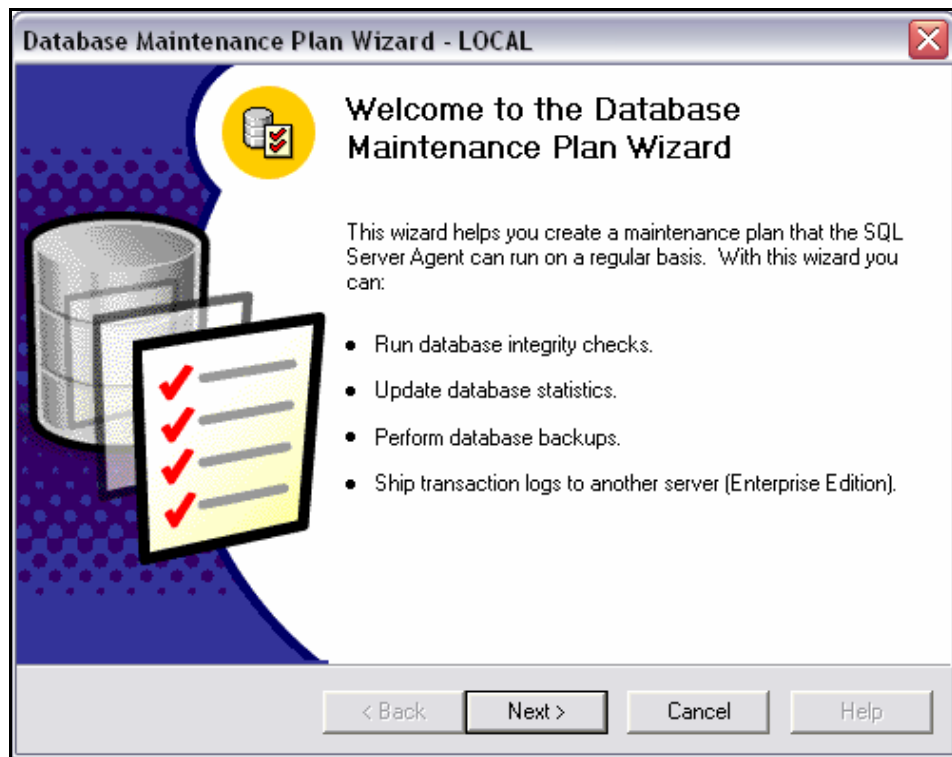 Database Maintenance Plan Wizard - LOCAL
Welcome to the Database
Maintenance Plan Wizard
This wizard helps you create a maintenance plan that the SQL
Server Agent can run on a regular basis.  With this wizard you
can:
● Run database integrity checks.
● Update database statistics.
● Perform database backups.
● Ship transaction logs to another server (Enterprise Edition).
< Back
Next >
Cancel
Help